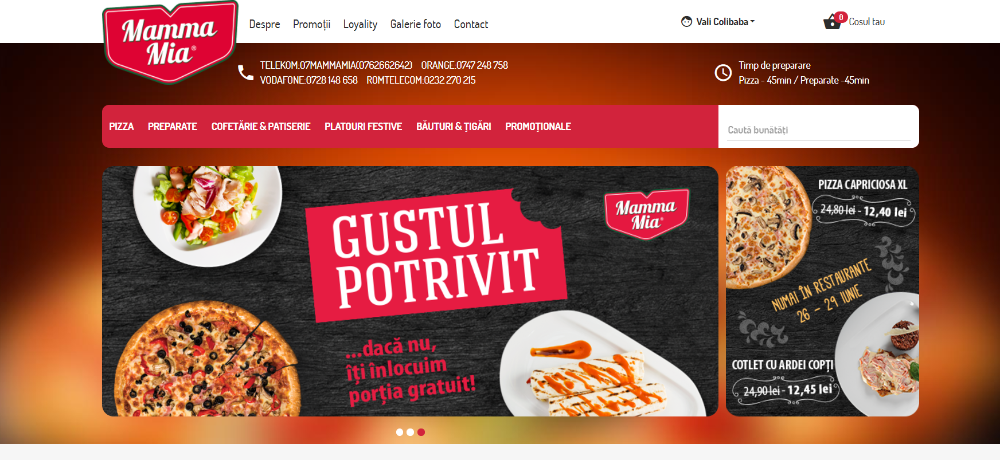 Mamma
Mia®
Despre Promoții Loyality Galerie foto Contact
Vali Colibaba
0
Cosul tau
TELEKOM:07MAMMAMIA(0762662642) ORANGE:0747 248 758
VODAFONE:0728 148 658 ROMTELECOM:0232 270 215
Timp de preparare
Pizza - 45min / Preparate -45min
PIZZA PREPARATE COFETĂRIE & PATISERIE PLATOURI FESTIVE BĂUTURI & ȚIGĂRI PROMOȚIONALE
Caută bunătăți
GUSTUL
POTRIVIT
...dacă nu,
îți înlocuim
porția gratuit!
Mamma
Mia®
PIZZA CAPRICIOSA XL
24,80 lei - 12,40 lei
NUMAI ÎN RESTAURANTE
26 – 29 IUNIE
COTLET CU ARDEI COPȚI
24,90 lei - 12,45 lei